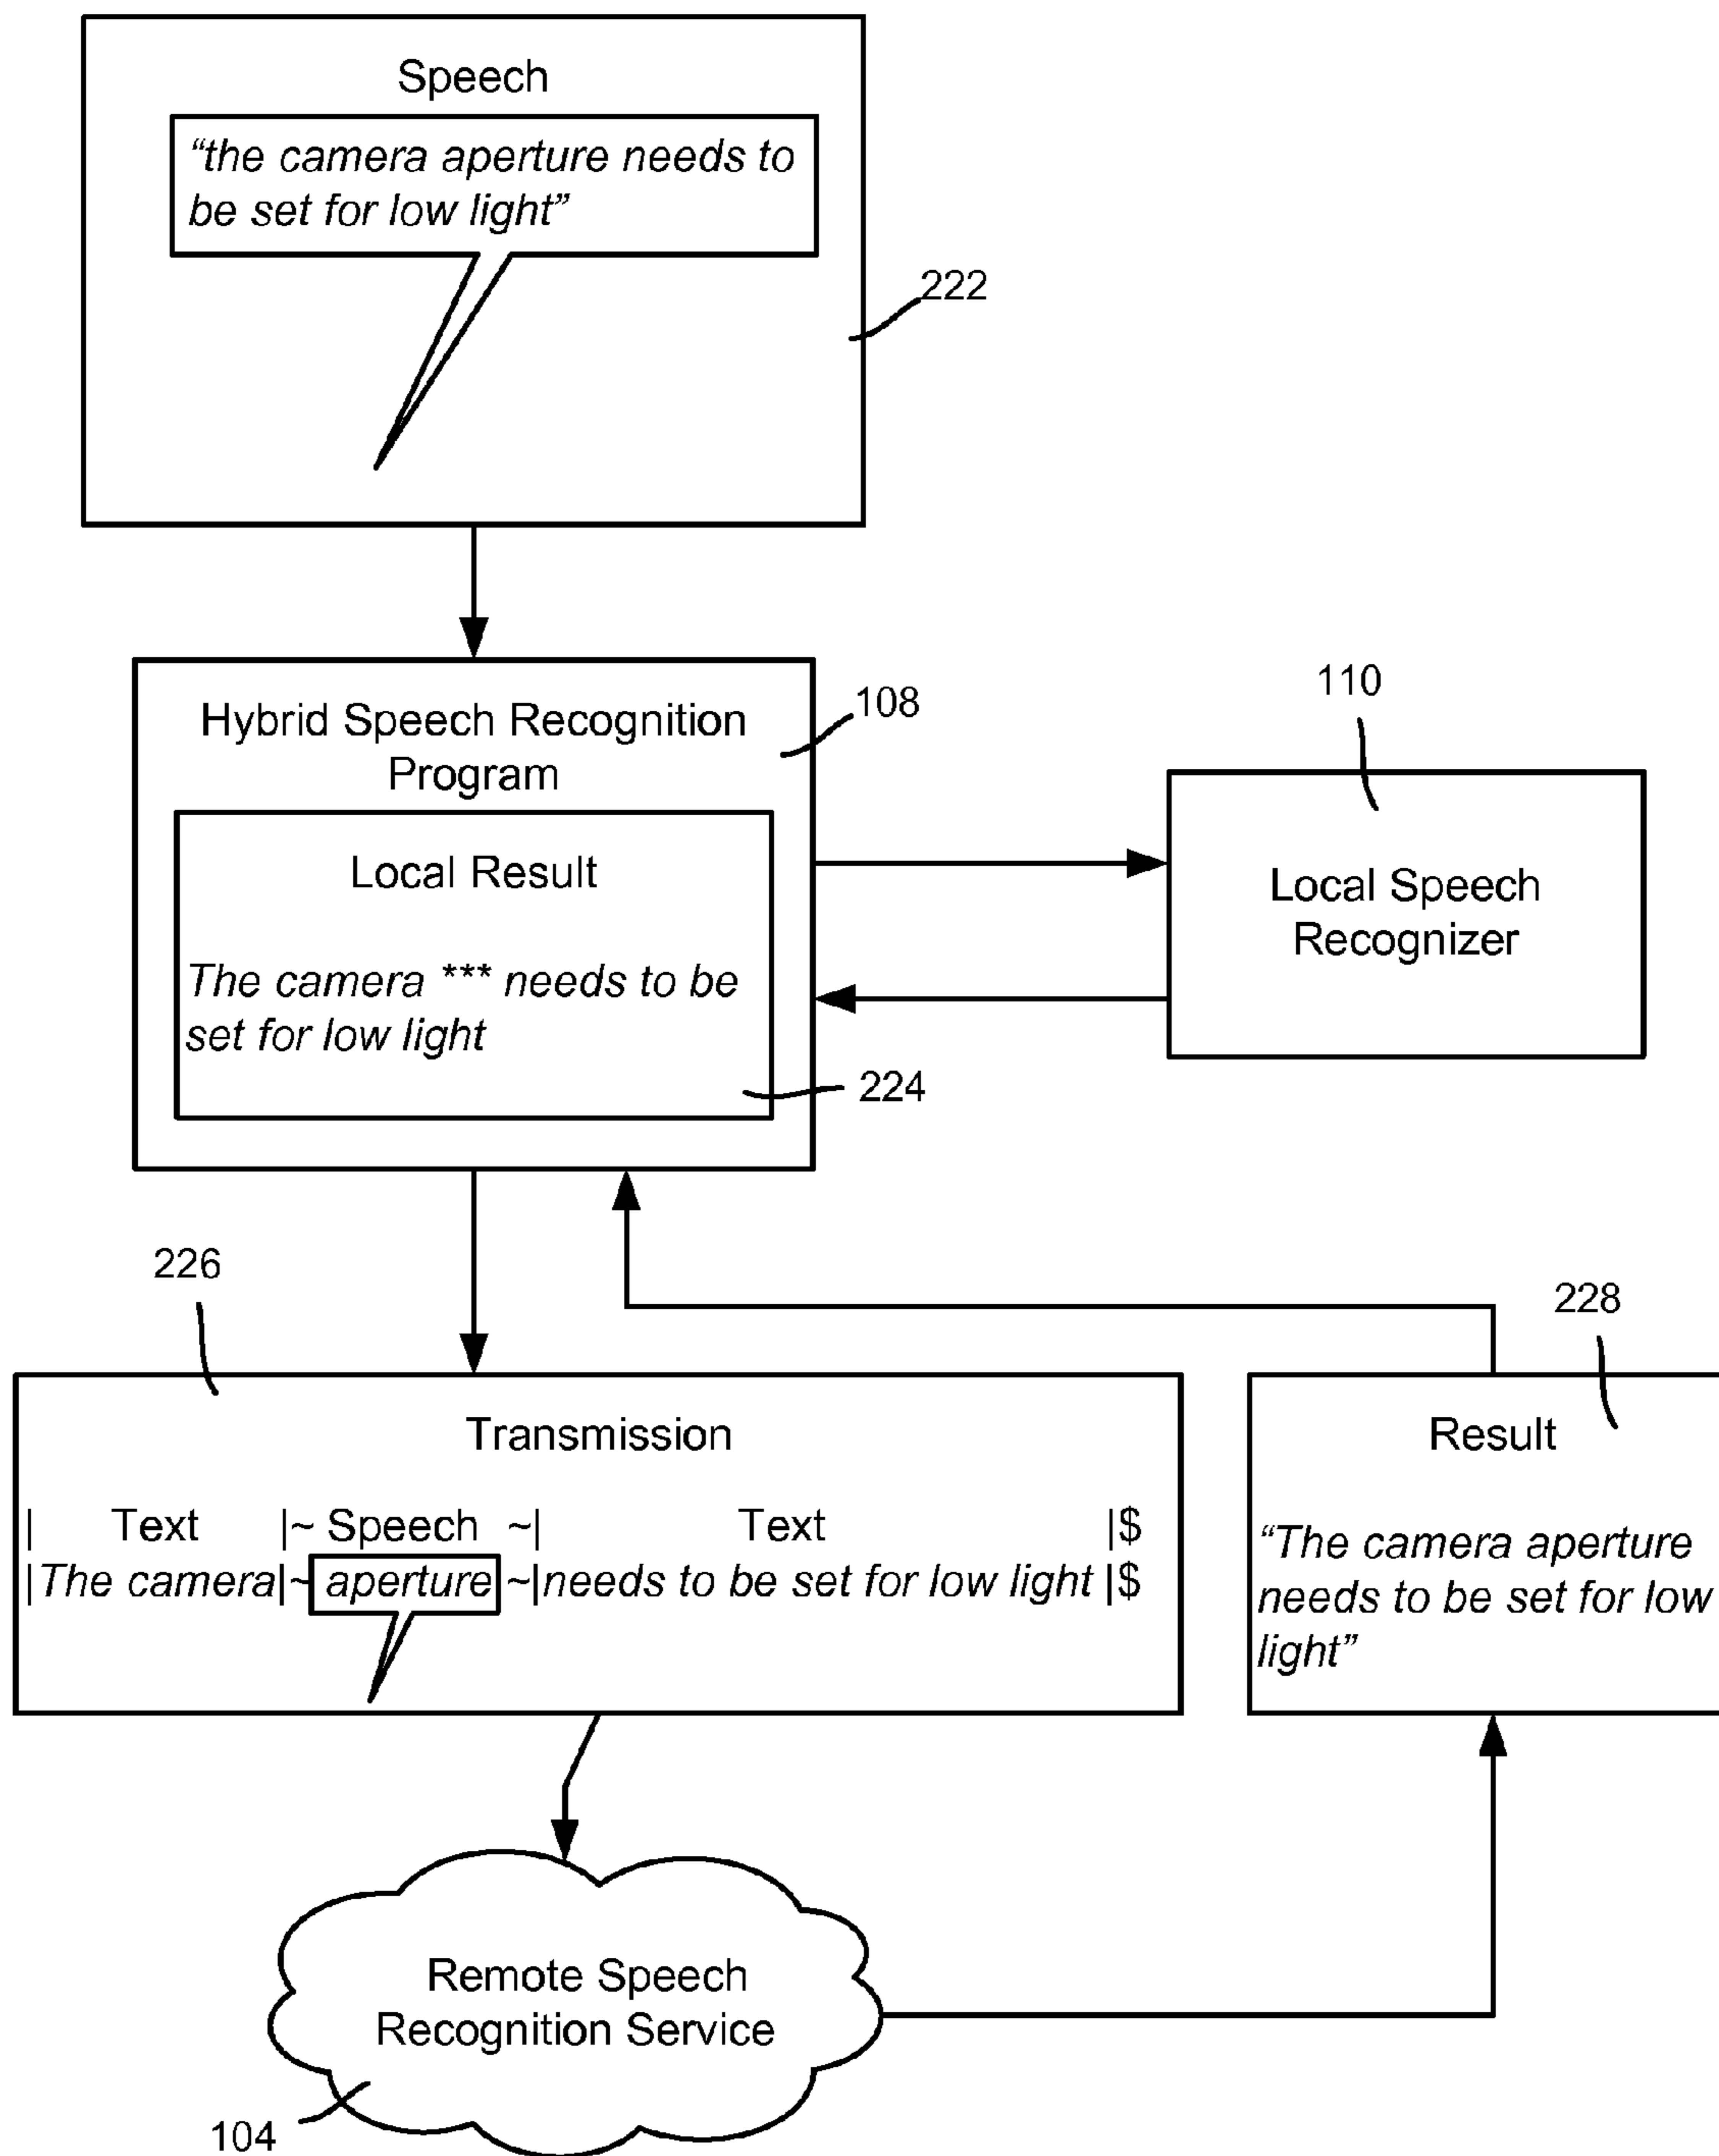 Speech
“the camera aperture needs to
be set for low light”
222
Hybrid Speech Recognition
Program
108
Local Result
The camera *** needs to be
set for low light
224
110
Local Speech
Recognizer
226
Transmission
| Text |~ Speech ~| Text |$
|The camera|~ aperture ~|needs to be set for low light |$
228
Result
“The camera aperture
needs to be set for low
light”
Remote Speech
Recognition Service
104